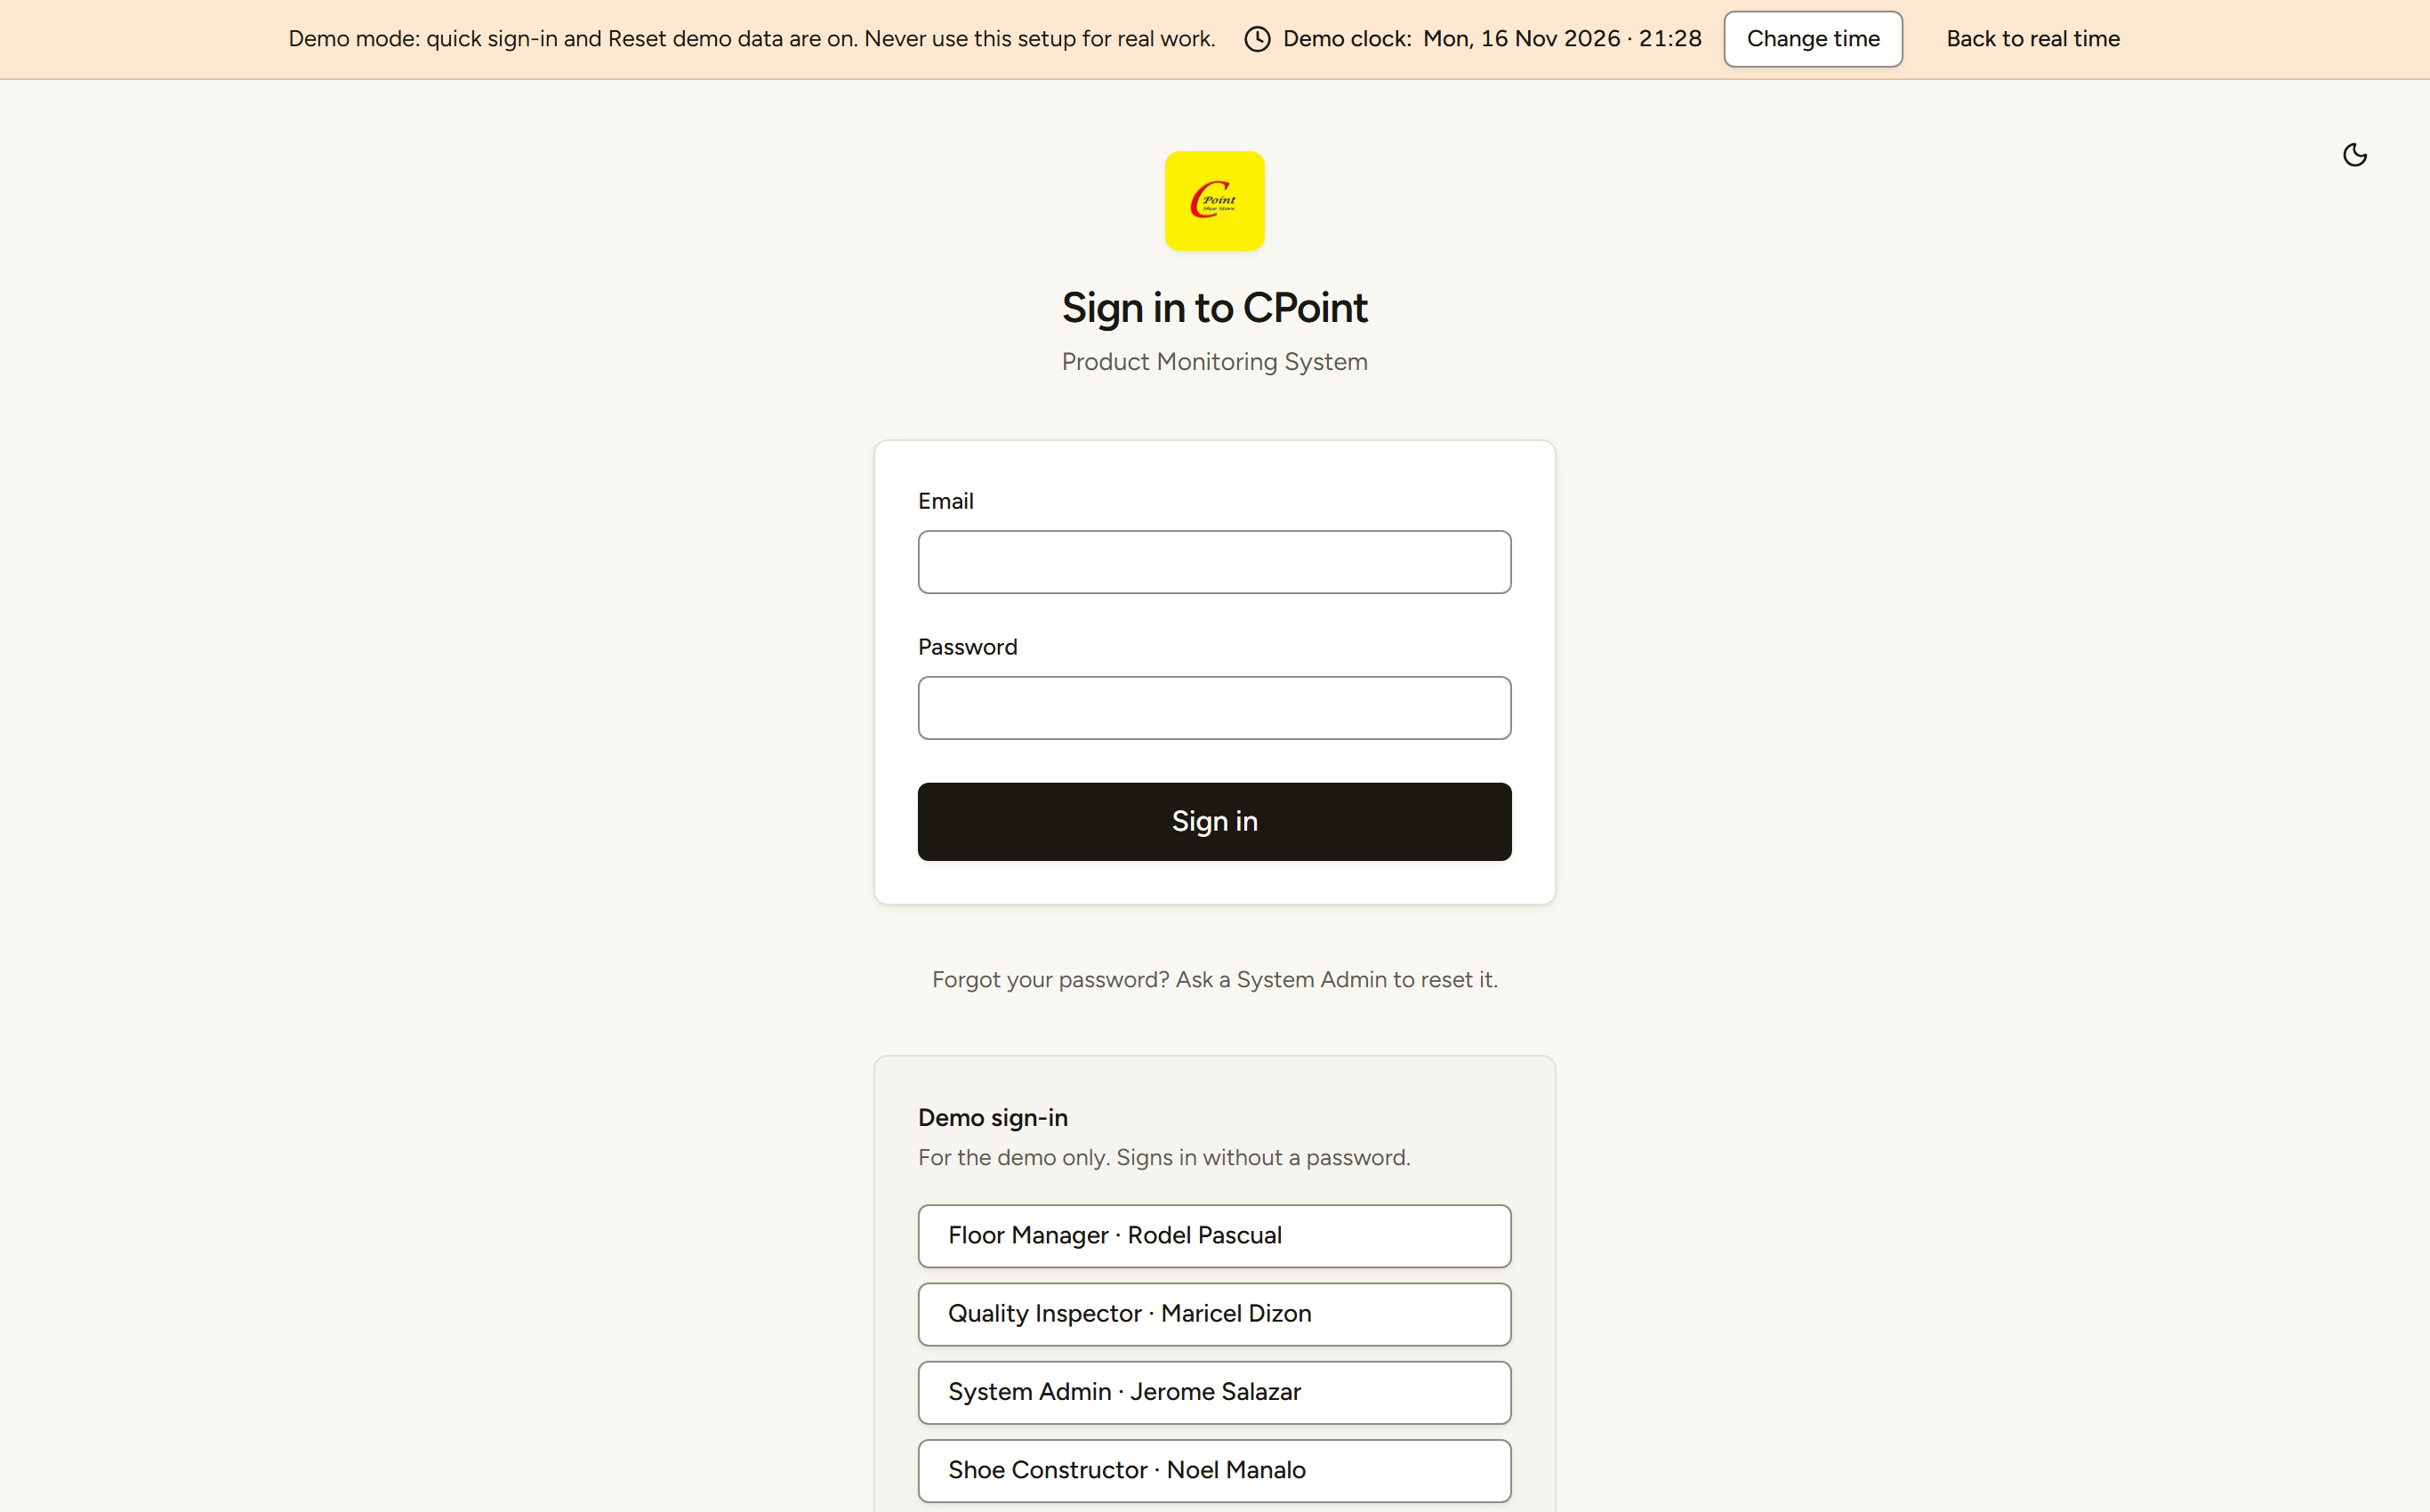 Demo mode: quick sign-in and Reset demo data are on. Never use this setup for real work. Demo clock: Mon, 16 Nov 2026 · 21:28 Change time Back to real time
C Point
Shoe Store
Sign in to CPoint
Product Monitoring System
Email
Password
Sign in
Forgot your password? Ask a System Admin to reset it.
Demo sign-in
For the demo only. Signs in without a password.
Floor Manager · Rodel Pascual
Quality Inspector · Maricel Dizon
System Admin · Jerome Salazar
Shoe Constructor · Noel Manalo